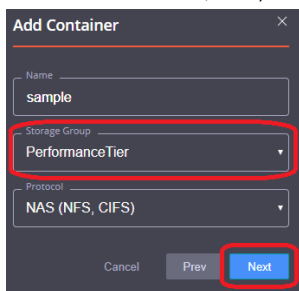 Add Container
Name
sample
Storage Group
PerformanceTier
Protocol
NAS (NFS, CIFS)
Cancel Prev Next